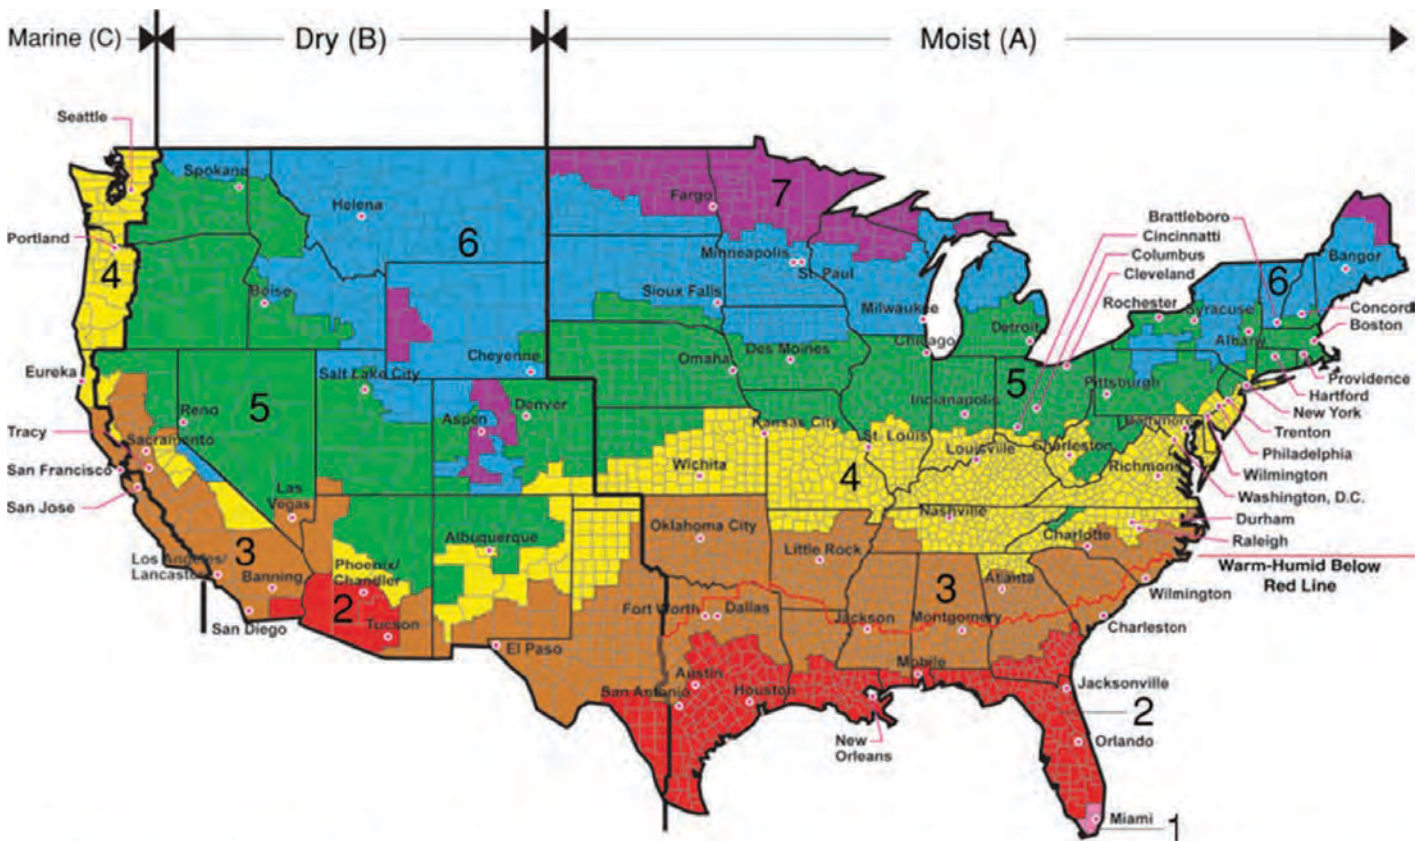 Marine (C)
Dry (B)
Moist (A)
Seattle
Spokane
Helena
Fargo
7
Brattleboro
Cincinnatti
Columbus
Cleveland
Portland
4
6
Minneapolis
St. Paul
6
Bangor
Boise
Sioux Falls
Milwaukee
Rochester
Syracuse
Concord
Boston
Detroit
Albany
Eureka
Cheyenne
Omaha
Des Moines
Chicago
Salt Lake City
Pittsburgh
Providence
Hartford
New York
Reno
5
Aspen
Denver
Indianapolis
5
Tracy
Sacramento
Kansas City
St. Louis
Louisville
Charleston
Trenton
Philadelphia
San Francisco
Wichita
4
Richmond
Wilmington
San Jose
Las
Vegas
Washington, D.C.
Nashville
Durham
Oklahoma City
Albuquerque
Charlotte
Raleigh
3
Los Angeles/
Lancaster
Banning
Phoenix/
Chandler
Little Rock
Atlanta
Warm-Humid Below
Red Line
2
3
Wilmington
San Diego
Tucson
Fort Worth
Dallas
Jackson
Montgomery
Charleston
El Paso
Mobile
Austin
San Antonio
Houston
Jacksonville
2
New
Orleans
Orlando
Miami
1